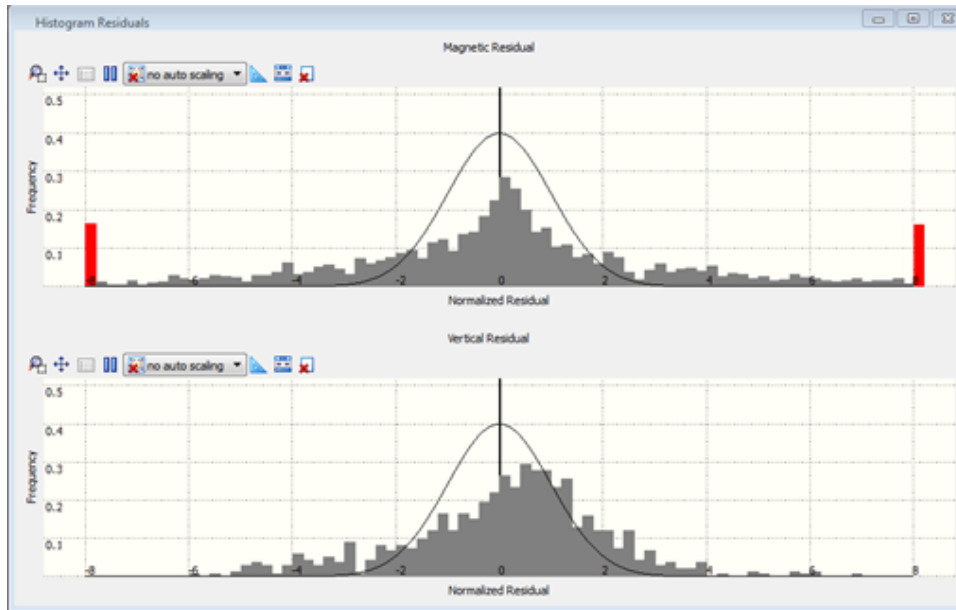 Histogram Residuals
Magnetic Residual
no auto scaling
0.5
0.4
0.3
0.2
0.1
Frequency
-8 -6 -4 -2 0 2 4 6 8
Normalized Residual
Vertical Residual
no auto scaling
0.5
0.4
0.3
0.2
0.1
Frequency
-8 -6 -4 -2 0 2 4 6 8
Normalized Residual